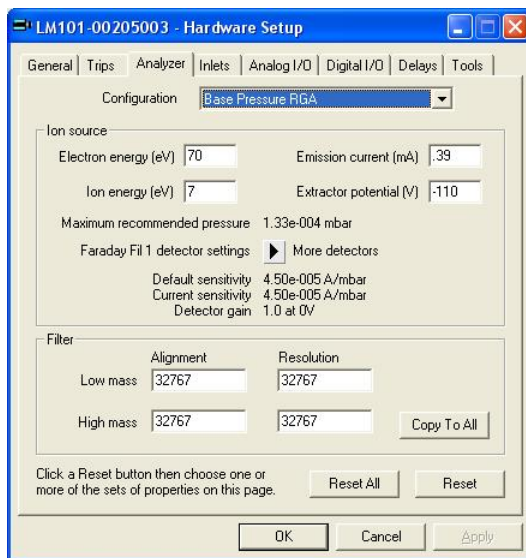 LM101-00205003 - Hardware Setup
General Trips Analyzer Inlets Analog I/O Digital I/O Delays Tools
Configuration Base Pressure RGA
Ion source
Electron energy (eV) 70 Emission current (mA) .39
Ion energy (eV) 7 Extractor potential (V) -110
Maximum recommended pressure 1.33e-004 mbar
Faraday Fil 1 detector settings More detectors
Default sensitivity 4.50e-005 A/mbar
Current sensitivity 4.50e-005 A/mbar
Detector gain 1.0 at 0V
Filter
Alignment Resolution
Low mass 32767 32767
High mass 32767 32767 Copy To All
Click a Reset button then choose one or
more of the sets of properties on this page. Reset All Reset
OK Cancel Apply